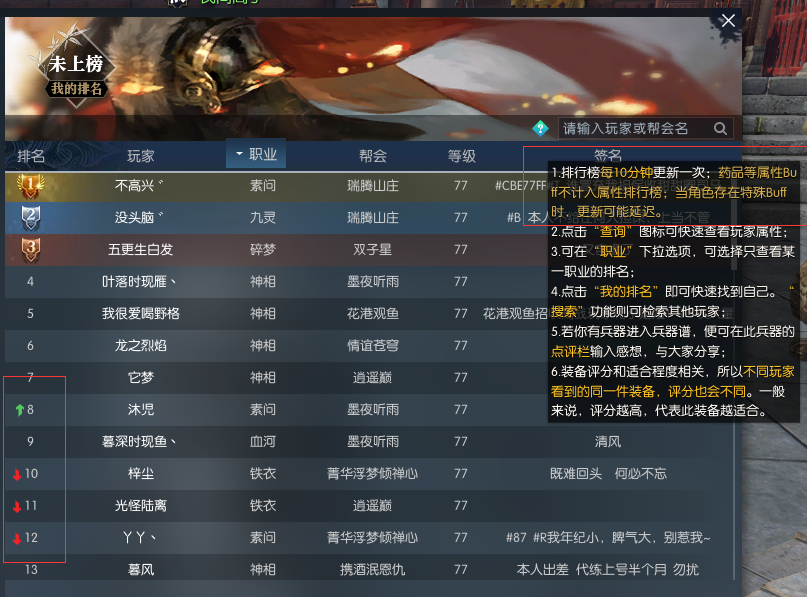 未上榜
我的排名
请输入玩家或帮会名
排名 玩家 职业 帮会 等级 签名
1 不高兴 素问 瑞腾山庄 77 #CBE77FF
2 没头脑 九灵 瑞腾山庄 77 #B 本人
3 五更生白发 碎梦 双子星 77
4 叶落时现雁丶 神相 墨夜听雨 77
5 我很爱喝野格 神相 花港观鱼 77 花港观鱼招
6 龙之烈焰 神相 情谊苍穹 77
7 它梦 神相 逍遥巅 77
8 沐児 素问 墨夜听雨 77
9 暮深时现鱼丶 血河 墨夜听雨 77 清风
10 梓尘 铁衣 菁华浮梦倾禅心 77 既难回头 何必不忘
11 光怪陆离 铁衣 逍遥巅 77
12 丫丫丶 素问 菁华浮梦倾禅心 77 #87 #R我年纪小，脾气大，别惹我~
13 暮风 神相 携酒泯恩仇 77 本人出差 代练上号半个月 勿扰
1.排行榜每10分钟更新一次；药品等属性Bu
ff不计入属性排行榜；当角色存在特殊Buff
时，更新可能延迟。
2.点击“查询”图标可快速查看玩家属性；
3.可在“职业”下拉选项，可选择只查看某
一职业的排名；
4.点击“我的排名”即可快速找到自己。“
搜索”功能则可检索其他玩家；
5.若你有兵器进入兵器谱，便可在此兵器的
点评栏输入感想，与大家分享；
6.装备评分和适合程度相关，所以不同玩家
看到的同一件装备，评分也会不同。一般
来说，评分越高，代表此装备越适合。